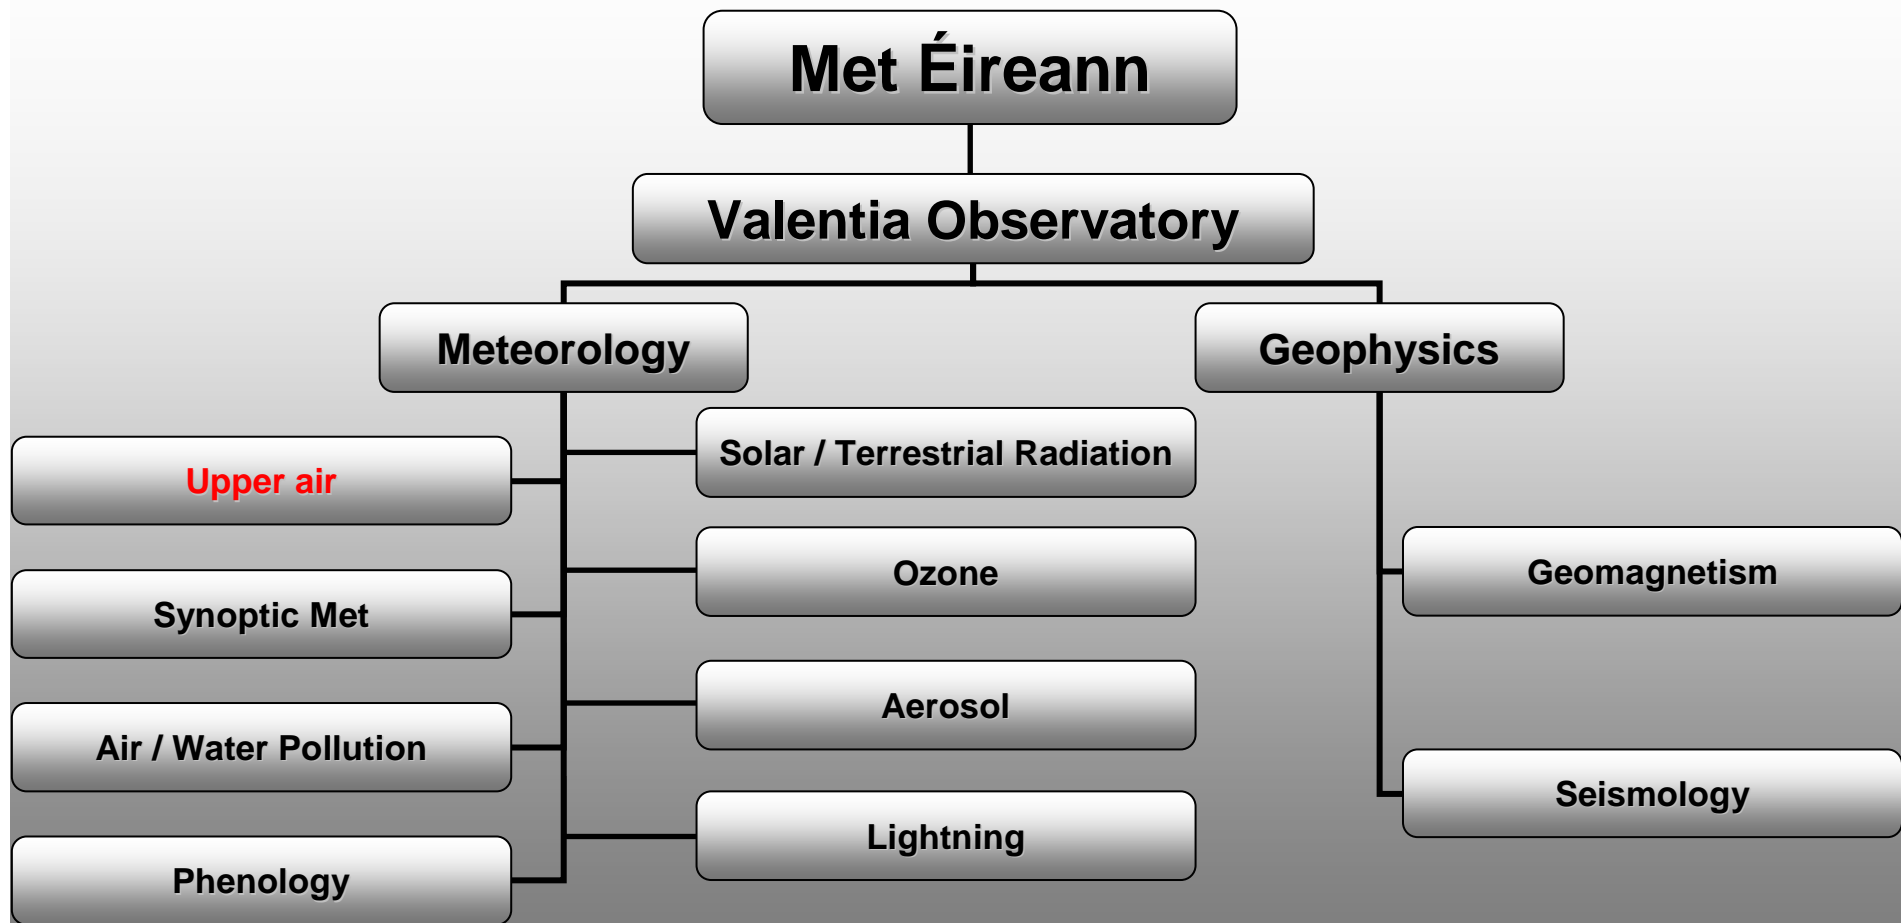 Met Éireann
Valentia Observatory
Meteorology
Geophysics
Upper air
Synoptic Met
Air / Water Pollution
Phenology
Solar / Terrestrial Radiation
Ozone
Aerosol
Lightning
Geomagnetism
Seismology